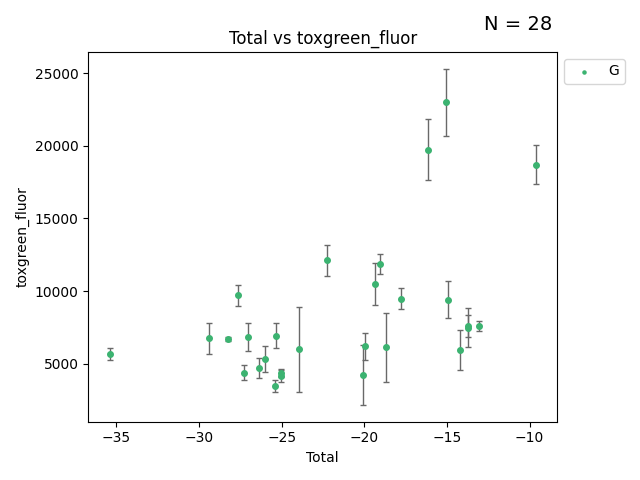 N = 28
Total vs toxgreen_fluor
G
25000
20000
15000
10000
5000
toxgreen_fluor
−35
−30
−25
−20
−15
−10
Total